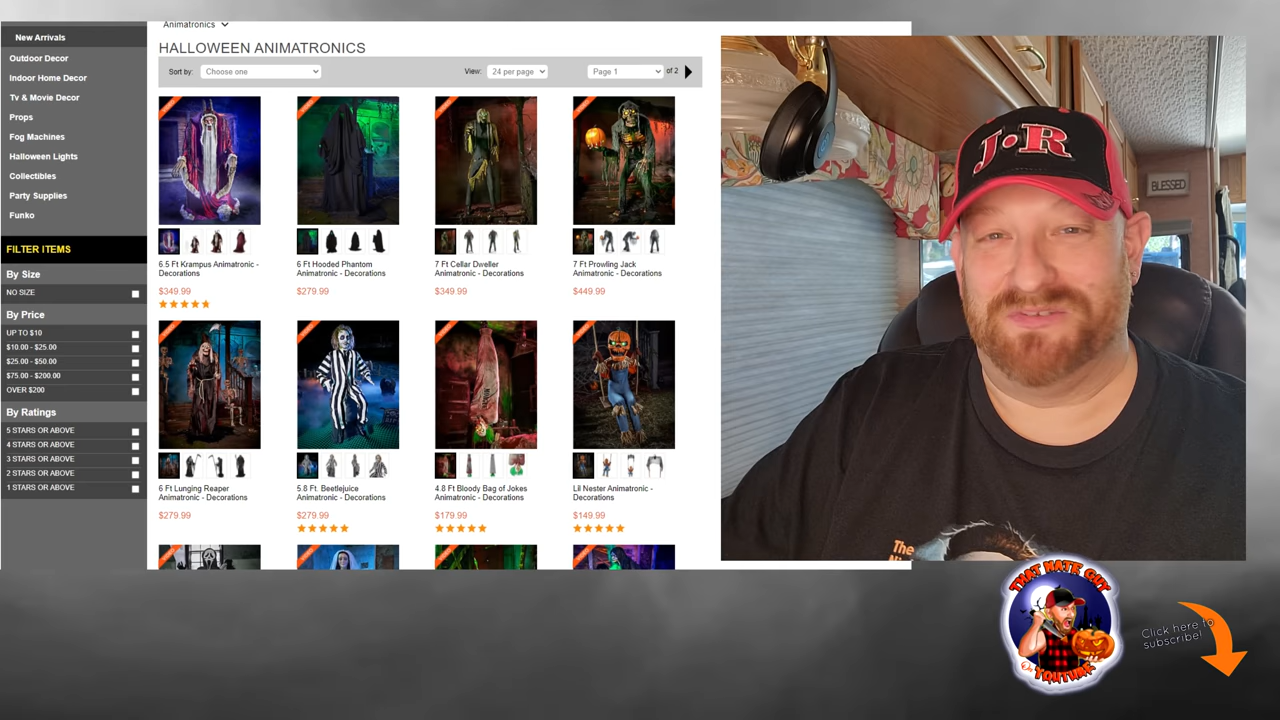 Animatronics
New Arrivals
Outdoor Decor
Indoor Home Decor
Tv & Movie Decor
Props
Fog Machines
Halloween Lights
Collectibles
Party Supplies
Funko
FILTER ITEMS
By Size
NO SIZE
By Price
UP TO $10
$10.00 - $25.00
$25.00 - $50.00
$75.00 - $200.00
OVER $200
By Ratings
5 STARS OR ABOVE
4 STARS OR ABOVE
3 STARS OR ABOVE
2 STARS OR ABOVE
1 STARS OR ABOVE
HALLOWEEN ANIMATRONICS
Sort by: Choose one View: 24 per page Page 1 of 2
6.5 Ft Krampus Animatronic -
Decorations
$349.99
6 Ft Hooded Phantom
Animatronic - Decorations
$279.99
7 Ft Cellar Dweller
Animatronic - Decorations
$349.99
7 Ft Prowling Jack
Animatronic - Decorations
$449.99
6 Ft Lunging Reaper
Animatronic - Decorations
$279.99
5.8 Ft. Beetlejuice
Animatronic - Decorations
$279.99
4.8 Ft Bloody Bag of Jokes
Animatronic - Decorations
$179.99
Lil Nester Animatronic -
Decorations
$149.99
J.R
BLESSED
The
THAT NATE GUY
On
YOUTUBE
Click here to
subscribe!